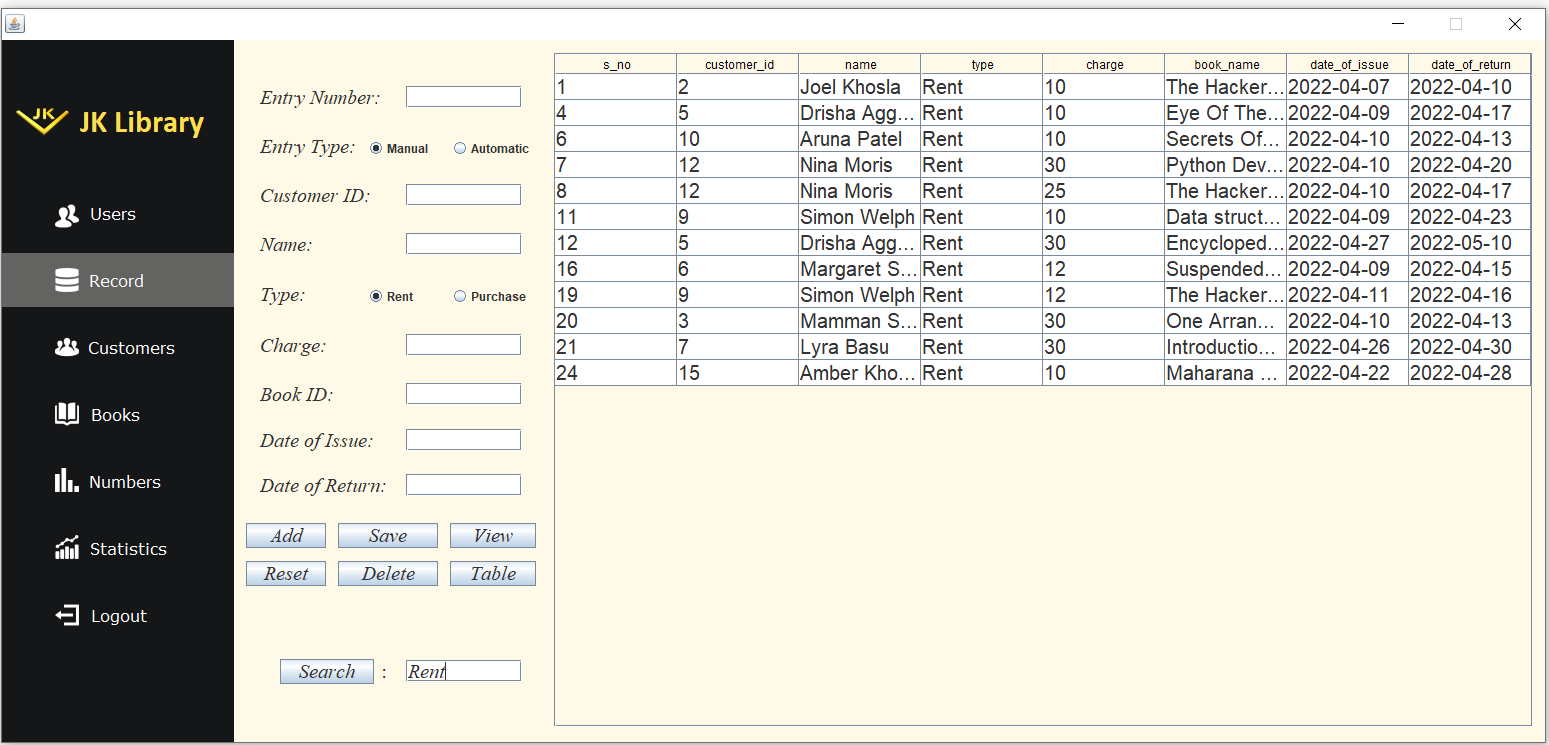 JK
JK Library
Users
Record
Customers
Books
Numbers
Statistics
Logout
Entry Number:
Entry Type: Manual Automatic
Customer ID:
Name:
Type: Rent Purchase
Charge:
Book ID:
Date of Issue:
Date of Return:
Add Save View
Reset Delete Table
Search : Rent
s_no customer_id name type charge book_name date_of_issue date_of_return
1 2 Joel Khosla Rent 10 The Hacker... 2022-04-07 2022-04-10
4 5 Drisha Agg... Rent 10 Eye Of The... 2022-04-09 2022-04-17
6 10 Aruna Patel Rent 10 Secrets Of... 2022-04-10 2022-04-13
7 12 Nina Moris Rent 30 Python Dev... 2022-04-10 2022-04-20
8 12 Nina Moris Rent 25 The Hacker... 2022-04-10 2022-04-17
11 9 Simon Welph Rent 10 Data struct... 2022-04-09 2022-04-23
12 5 Drisha Agg... Rent 30 Encycloped... 2022-04-27 2022-05-10
16 6 Margaret S... Rent 12 Suspended... 2022-04-09 2022-04-15
19 9 Simon Welph Rent 12 The Hacker... 2022-04-11 2022-04-16
20 3 Mamman S... Rent 30 One Arran... 2022-04-10 2022-04-13
21 7 Lyra Basu Rent 30 Introductio... 2022-04-26 2022-04-30
24 15 Amber Kho... Rent 10 Maharana ... 2022-04-22 2022-04-28